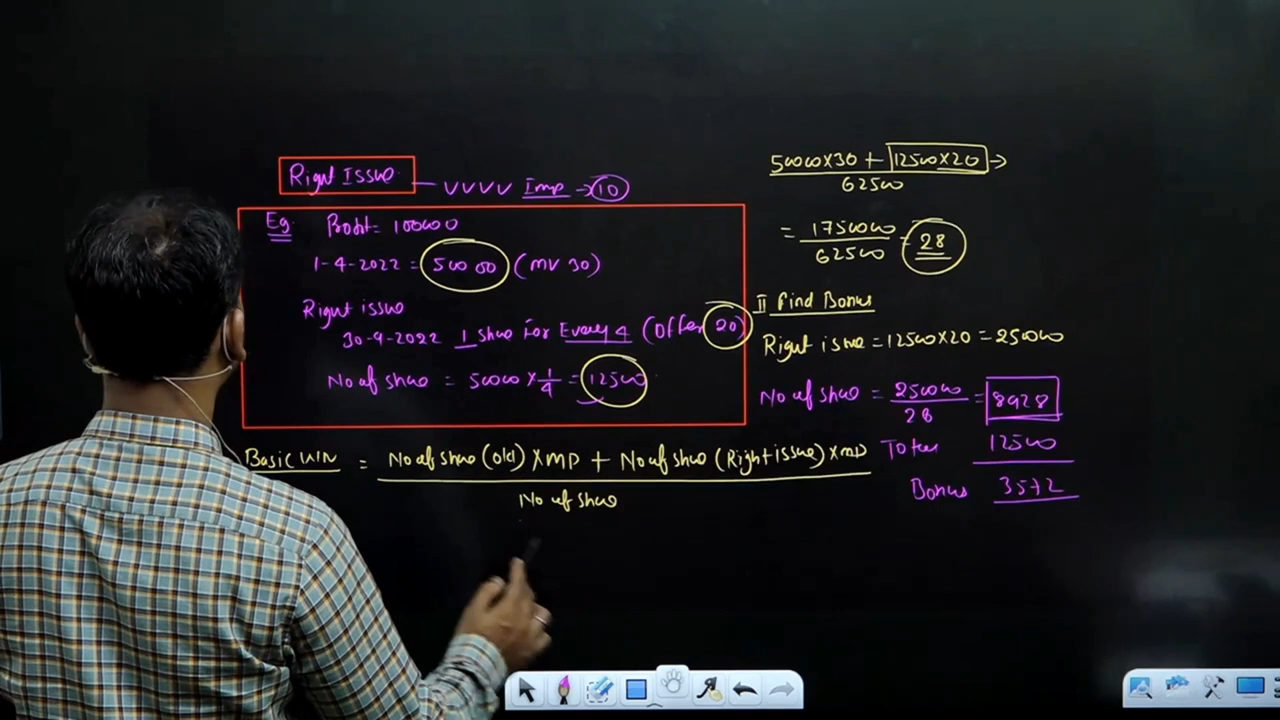 Right Issue — VVVV Imp → 10
Eg. Profit = 100000
1-4-2022 = 50000 (MV 30)
Right issue
30-9-2022 1 share for Every 4 (Offer 20)
No of share = 50000 × 1/4 = 12500
Basic
= No of share (old) × MP + No of share (Right issue) × MP
No of share
50000×30 + 12500×20 →
62500
= 1750000
62500
= 28
II Find Bonus
Right issue = 12500×20 = 250000
No of share = 250000 / 28 = 8928
Total 12500
Bonus 3572